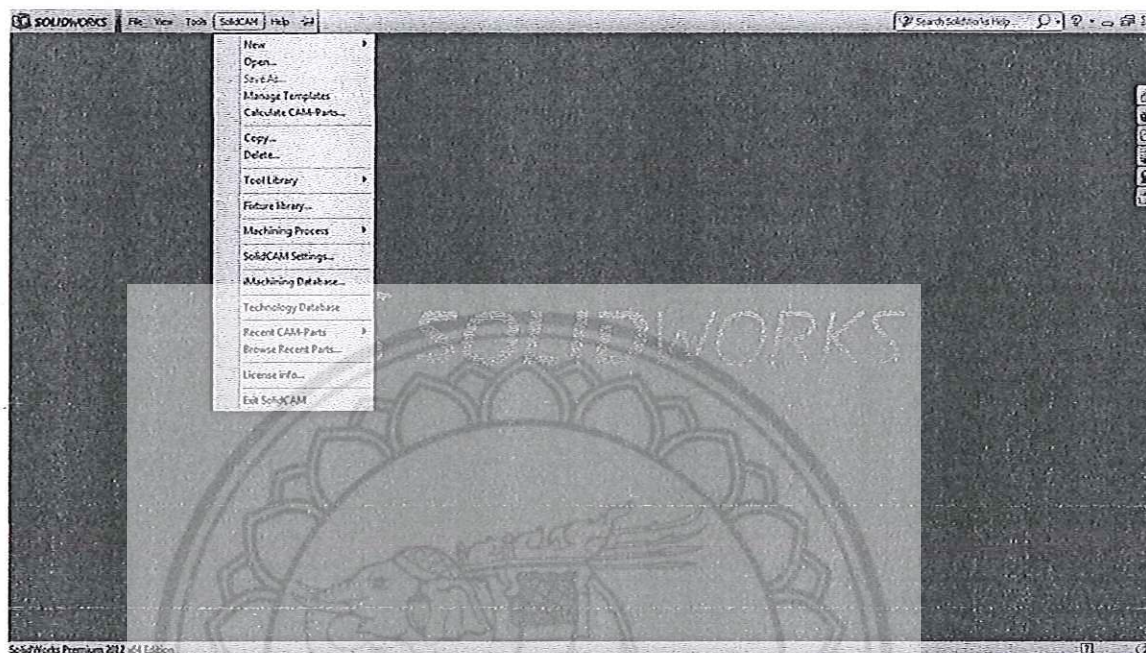 SOLIDWORKS File View Tools SolidCAM Help Search SolidWorks Help
New
Open...
Save As...
Manage Templates
Calculate CAM-Parts...
Copy...
Delete...
Tool Library
Fixture library...
Machining Process
SolidCAM Settings...
iMachining Database...
Technology Database
Recent CAM-Parts
Browse Recent Parts...
License info...
Exit SolidCAM
SOLIDWORKS
SolidWorks Premium 2012 x64 Edition